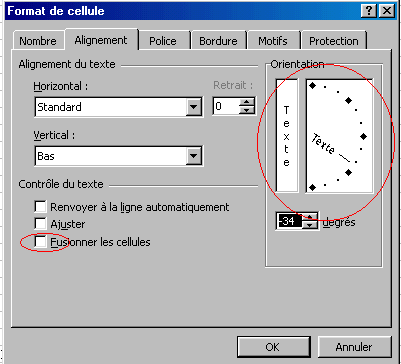 Format de cellule
Nombre
Alignement
Police
Bordure
Motifs
Protection
Alignement du texte
Horizontal :
Retrait :
Standard
0
Vertical :
Bas
Contrôle du texte
Renvoyer à la ligne automatiquement
Ajuster
Fusionner les cellules
Orientation
Texte
Texte
-34
degrés
OK
Annuler